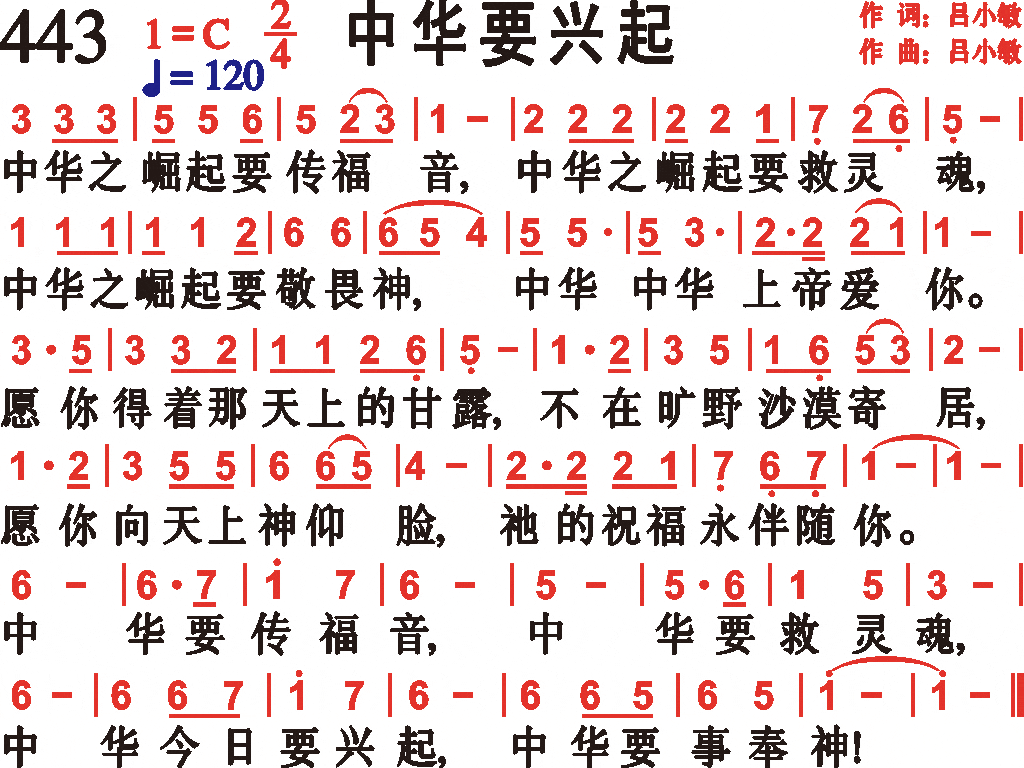 443 1=C 2/4 中华要兴起 作 词：吕小敏
♩= 120 作 曲：吕小敏
3 3 3 | 5 5 6 | 5 2 3 | 1 － | 2 2 2 | 2 2 1 | 7̣ 2 6̣ | 5̣ － |
中华之 崛起要 传福 音, 中华之崛起要救灵 魂,
1 1 1 | 1 1 2 | 6 6 | 6 5 4 | 5 5 · | 5 3 · | 2 · 2 2 1 | 1 － |
中华之崛起要敬畏神, 中华 中华 上帝爱 你。
3 · 5 | 3 3 2 | 1 1 2 6̣ | 5̣ － | 1 · 2 | 3 5 | 1 6̣ 5 3 | 2 － |
愿 你得着那 天上的甘露, 不 在 旷野 沙漠寄 居,
1 · 2 | 3 5 5 | 6 6 5 | 4 － | 2 · 2 2 1 | 7̣ 6̣ 7̣ | 1 － | 1 － |
愿 你 向天上神仰 脸, 祂 的祝福永伴随 你。
6 － | 6 · 7 | 1̇ 7 | 6 － | 5 － | 5 · 6 | 1 5 | 3 － |
中 华 要 传 福 音, 中 华 要 救 灵 魂,
6 － | 6 6 7 | 1̇ 7 | 6 － | 6 6 5 | 6 5 | 1̇ － | 1̇ － ‖
中 华 今 日 要 兴 起, 中 华 要 事 奉 神!